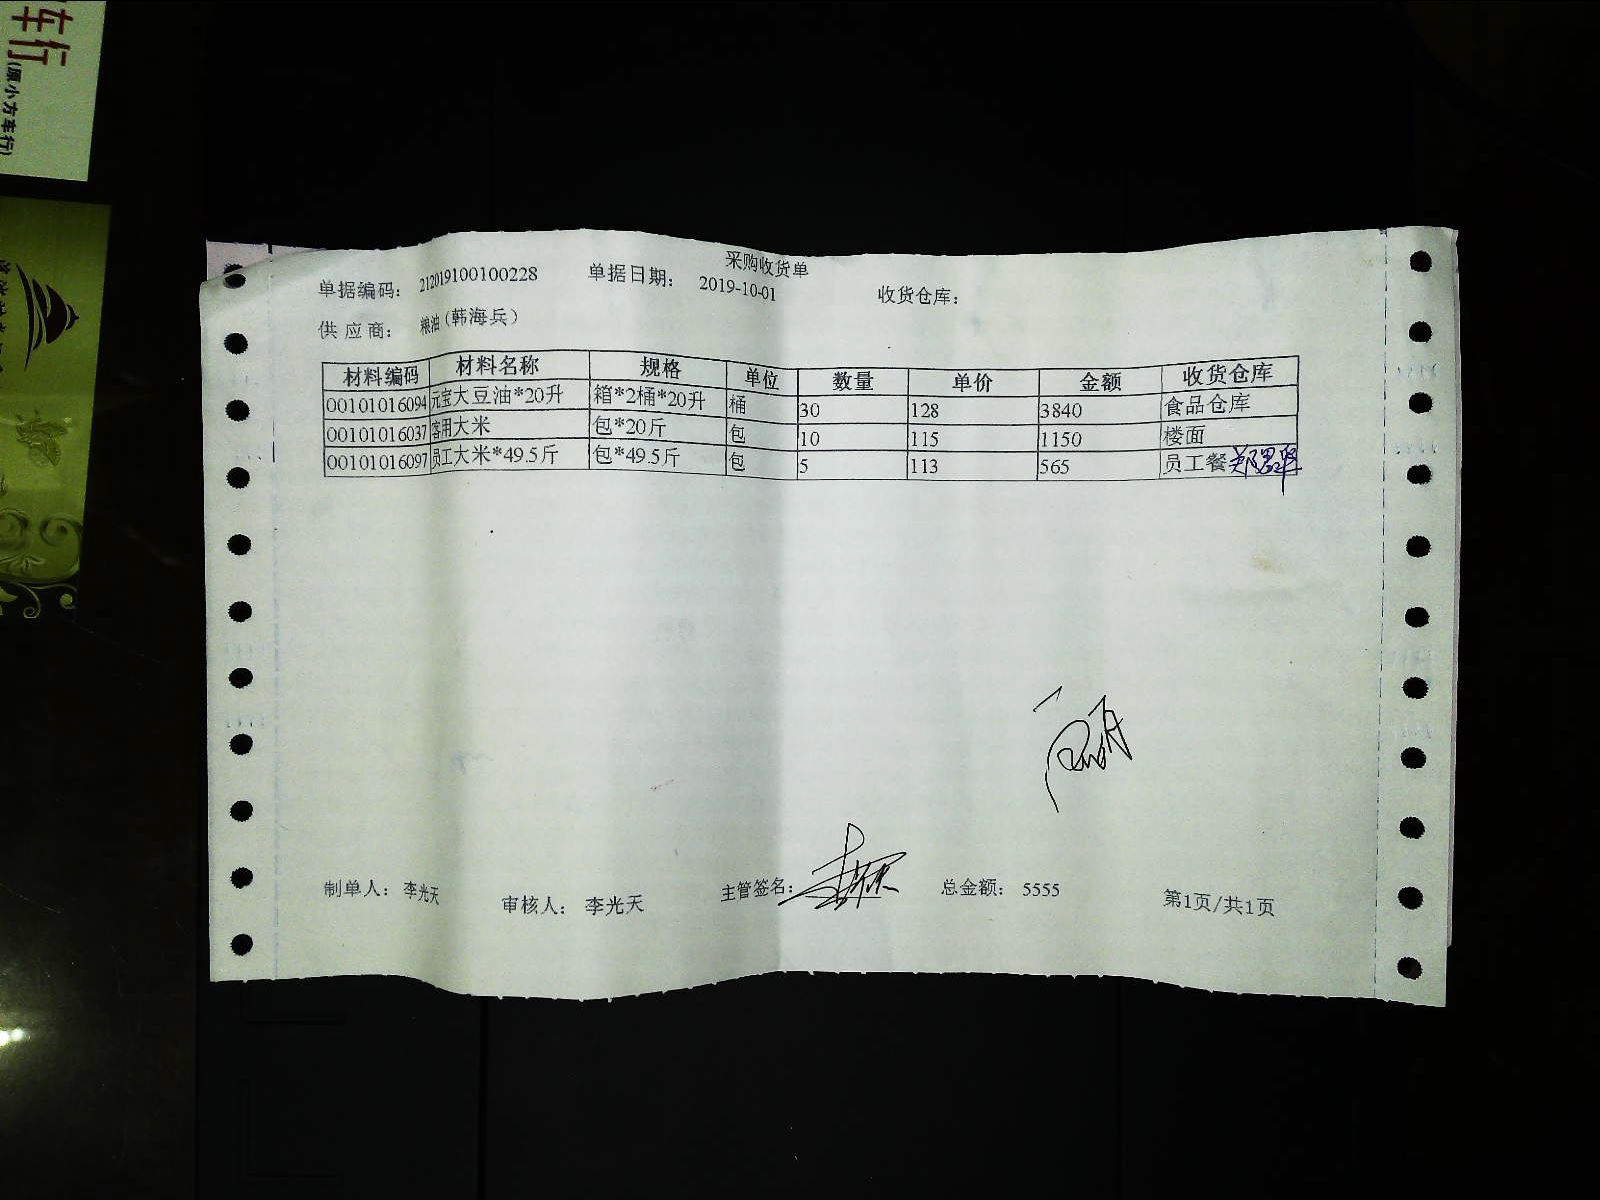 车行
(原小方车行)
采购收货单
单据编码： 212019100100228 单据日期： 2019-10-01 收货仓库：
供应商： 粮油（韩海兵）
材料编码 材料名称 规格 单位 数量 单价 金额 收货仓库
00101016094 元宝大豆油*20升 箱*2桶*20升 桶 30 128 3840 食品仓库
00101016037 客用大米 包*20斤 包 10 115 1150 楼面
00101016097 员工大米*49.5斤 包*49.5斤 包 5 113 565 员工餐
制单人： 李光天 审核人： 李光天 主管签名： 总金额： 5555 第1页/共1页